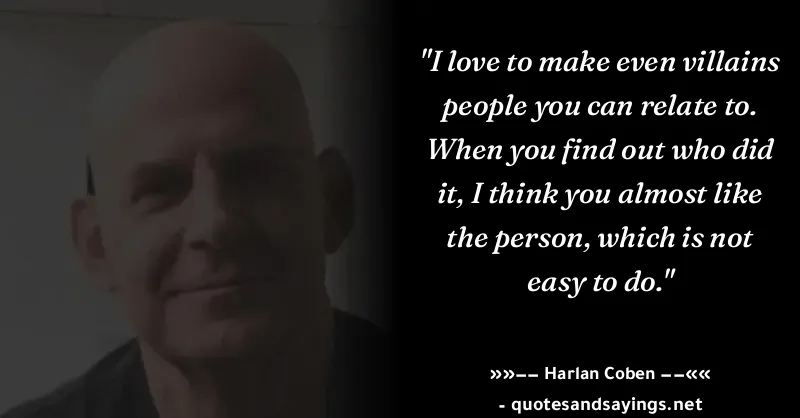 "I love to make even villains
people you can relate to.
When you find out who did
it, I think you almost like
the person, which is not
easy to do."
»»–– Harlan Coben ––««
- quotesandsayings.net